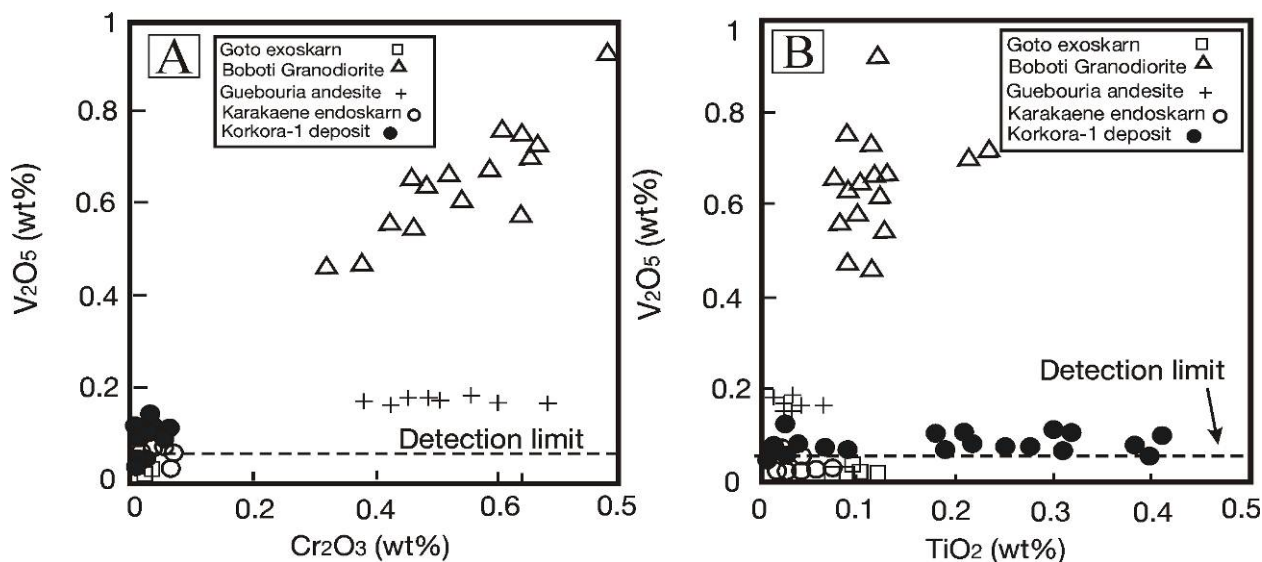 A
Goto exoskarn
Boboti Granodiorite
Guebouria andesite
Karakaene endoskarn
Korkora-1 deposit
1
0.8
0.6
0.4
0.2
0
V2O5 (wt%)
Detection limit
0
0.2
0.4
0.5
Cr2O3 (wt%)
B
Goto exoskarn
Boboti Granodiorite
Guebouria andesite
Karakaene endoskarn
Korkora-1 deposit
1
0.8
0.6
0.4
0.2
0
V2O5 (wt%)
Detection limit
0
0.1
0.2
0.3
0.4
0.5
TiO2 (wt%)